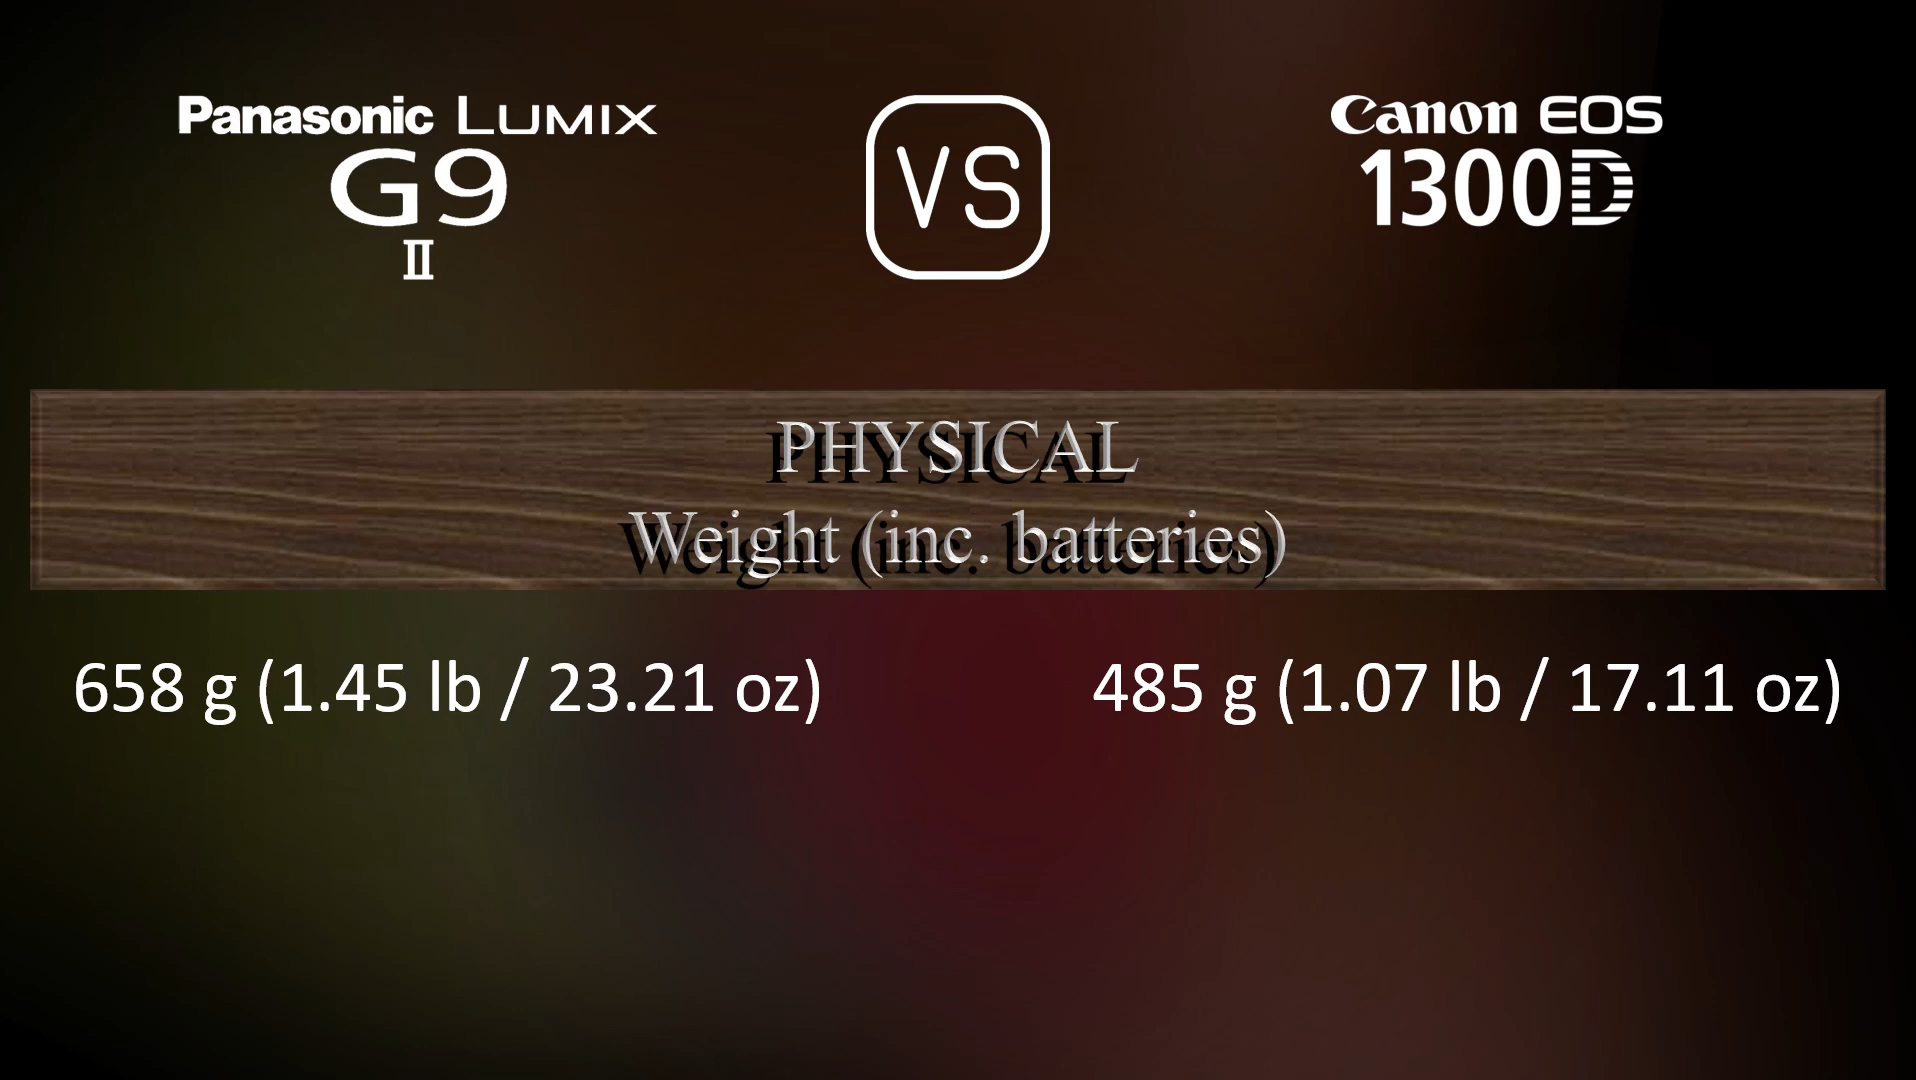 Panasonic LUMIX
G9
II
VS
Canon EOS
1300D
PHYSICAL
Weight (inc. batteries)
658 g (1.45 lb / 23.21 oz)
485 g (1.07 lb / 17.11 oz)